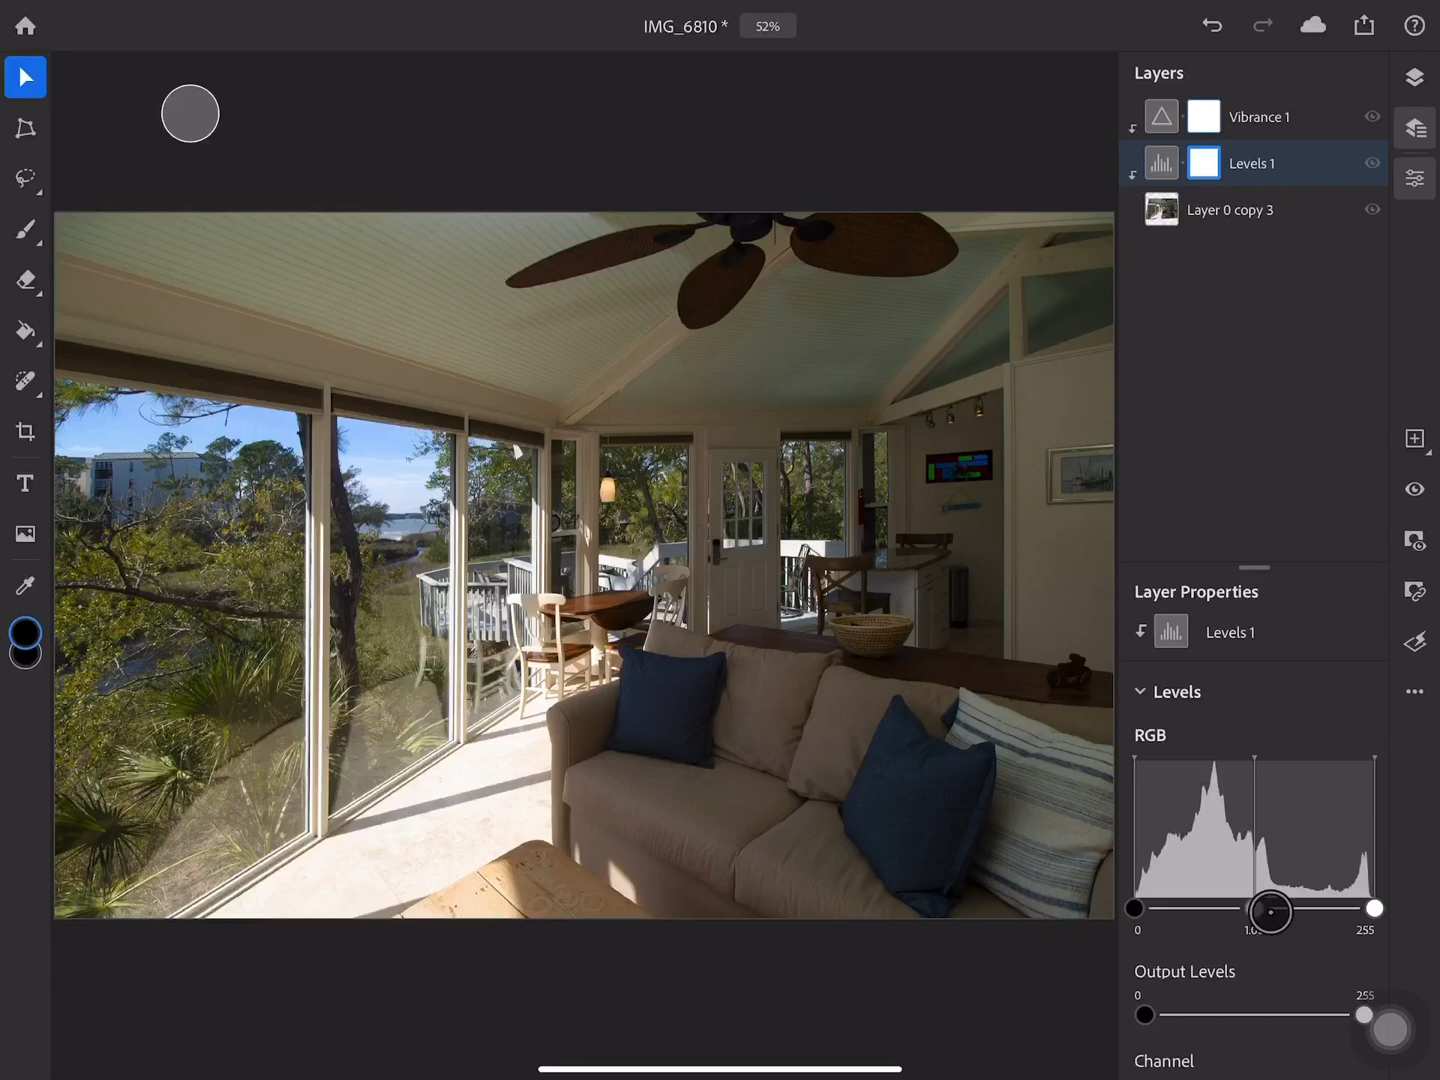 IMG_6810 *
52%
Layers
Vibrance 1
Levels 1
Layer 0 copy 3
Layer Properties
Levels 1
Levels
RGB
0
255
Output Levels
0
255
Channel